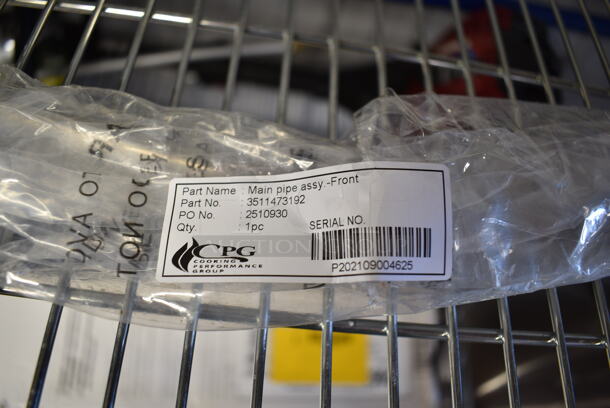 Part Name : Main pipe assy.-Front
Part No. : 3511473192
PO No. : 2510930
Qty. : 1pc
SERIAL NO.
CPG
COOKING
PERFORMANCE
GROUP
P202109004625